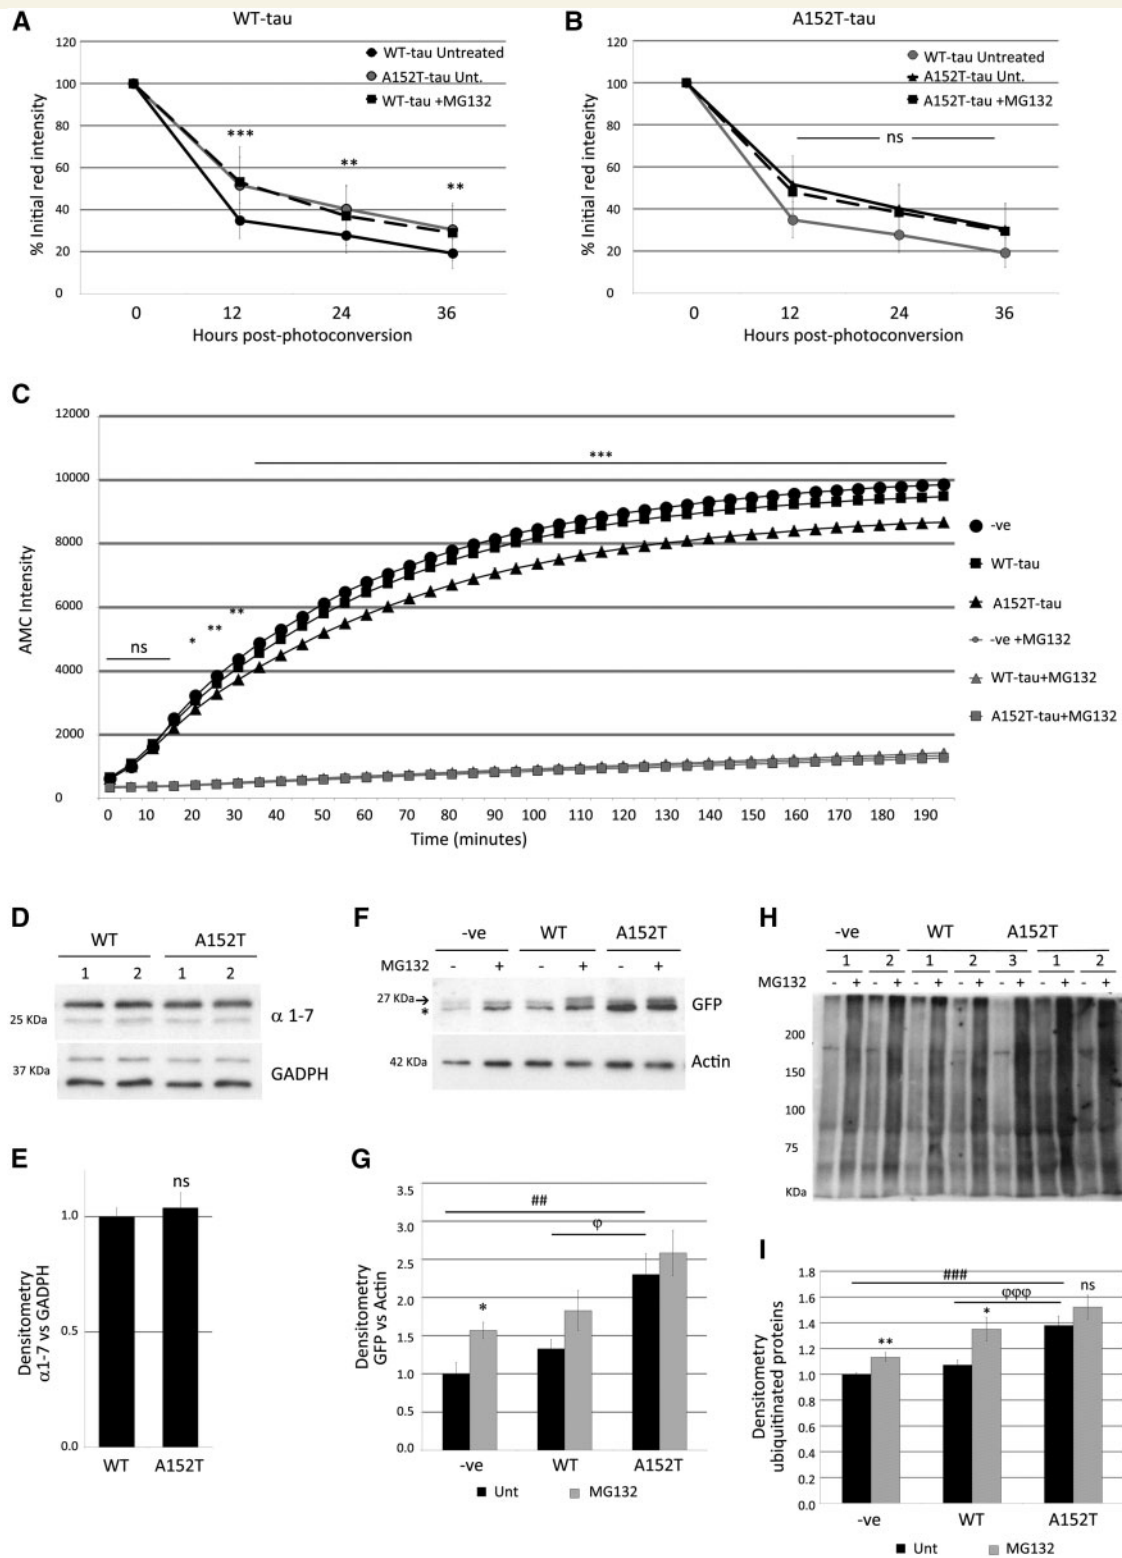 A
WT-tau
120
100
80
60
40
20
0
% Initial red intensity
WT-tau Untreated
A152T-tau Unt.
WT-tau +MG132
***
**
**
0 12 24 36
Hours post-photoconversion
B
A152T-tau
120
100
80
60
40
20
0
% Initial red intensity
WT-tau Untreated
A152T-tau Unt.
A152T-tau +MG132
ns
0 12 24 36
Hours post-photoconversion
C
12000
10000
8000
6000
4000
2000
0
AMC Intensity
ns
*
**
**
***
-ve
WT-tau
A152T-tau
-ve +MG132
WT-tau+MG132
A152T-tau+MG132
0 10 20 30 40 50 60 70 80 90 100 110 120 130 140 150 160 170 180 190
Time (minutes)
D
WT A152T
1 2 1 2
25 KDa
α 1-7
37 KDa
GADPH
E
ns
1.0
0.5
0.0
Densitometry
α1-7 vs GADPH
WT A152T
F
-ve WT A152T
MG132 - + - + - +
27 KDa→
*
GFP
42 KDa
Actin
G
3.5
3.0
2.5
2.0
1.5
1.0
0.5
0.0
Densitometry
GFP vs Actin
##
φ
*
-ve WT A152T
Unt MG132
H
-ve WT A152T
1 2 1 2 3 1 2
MG132 - + - + - + - + - + - + - +
200
150
100
75
KDa
I
1.8
1.6
1.4
1.2
1.0
1.8
0.6
0.4
0.2
0.0
Densitometry
ubiquitinated proteins
###
φφφ
**
*
ns
-ve WT A152T
Unt MG132